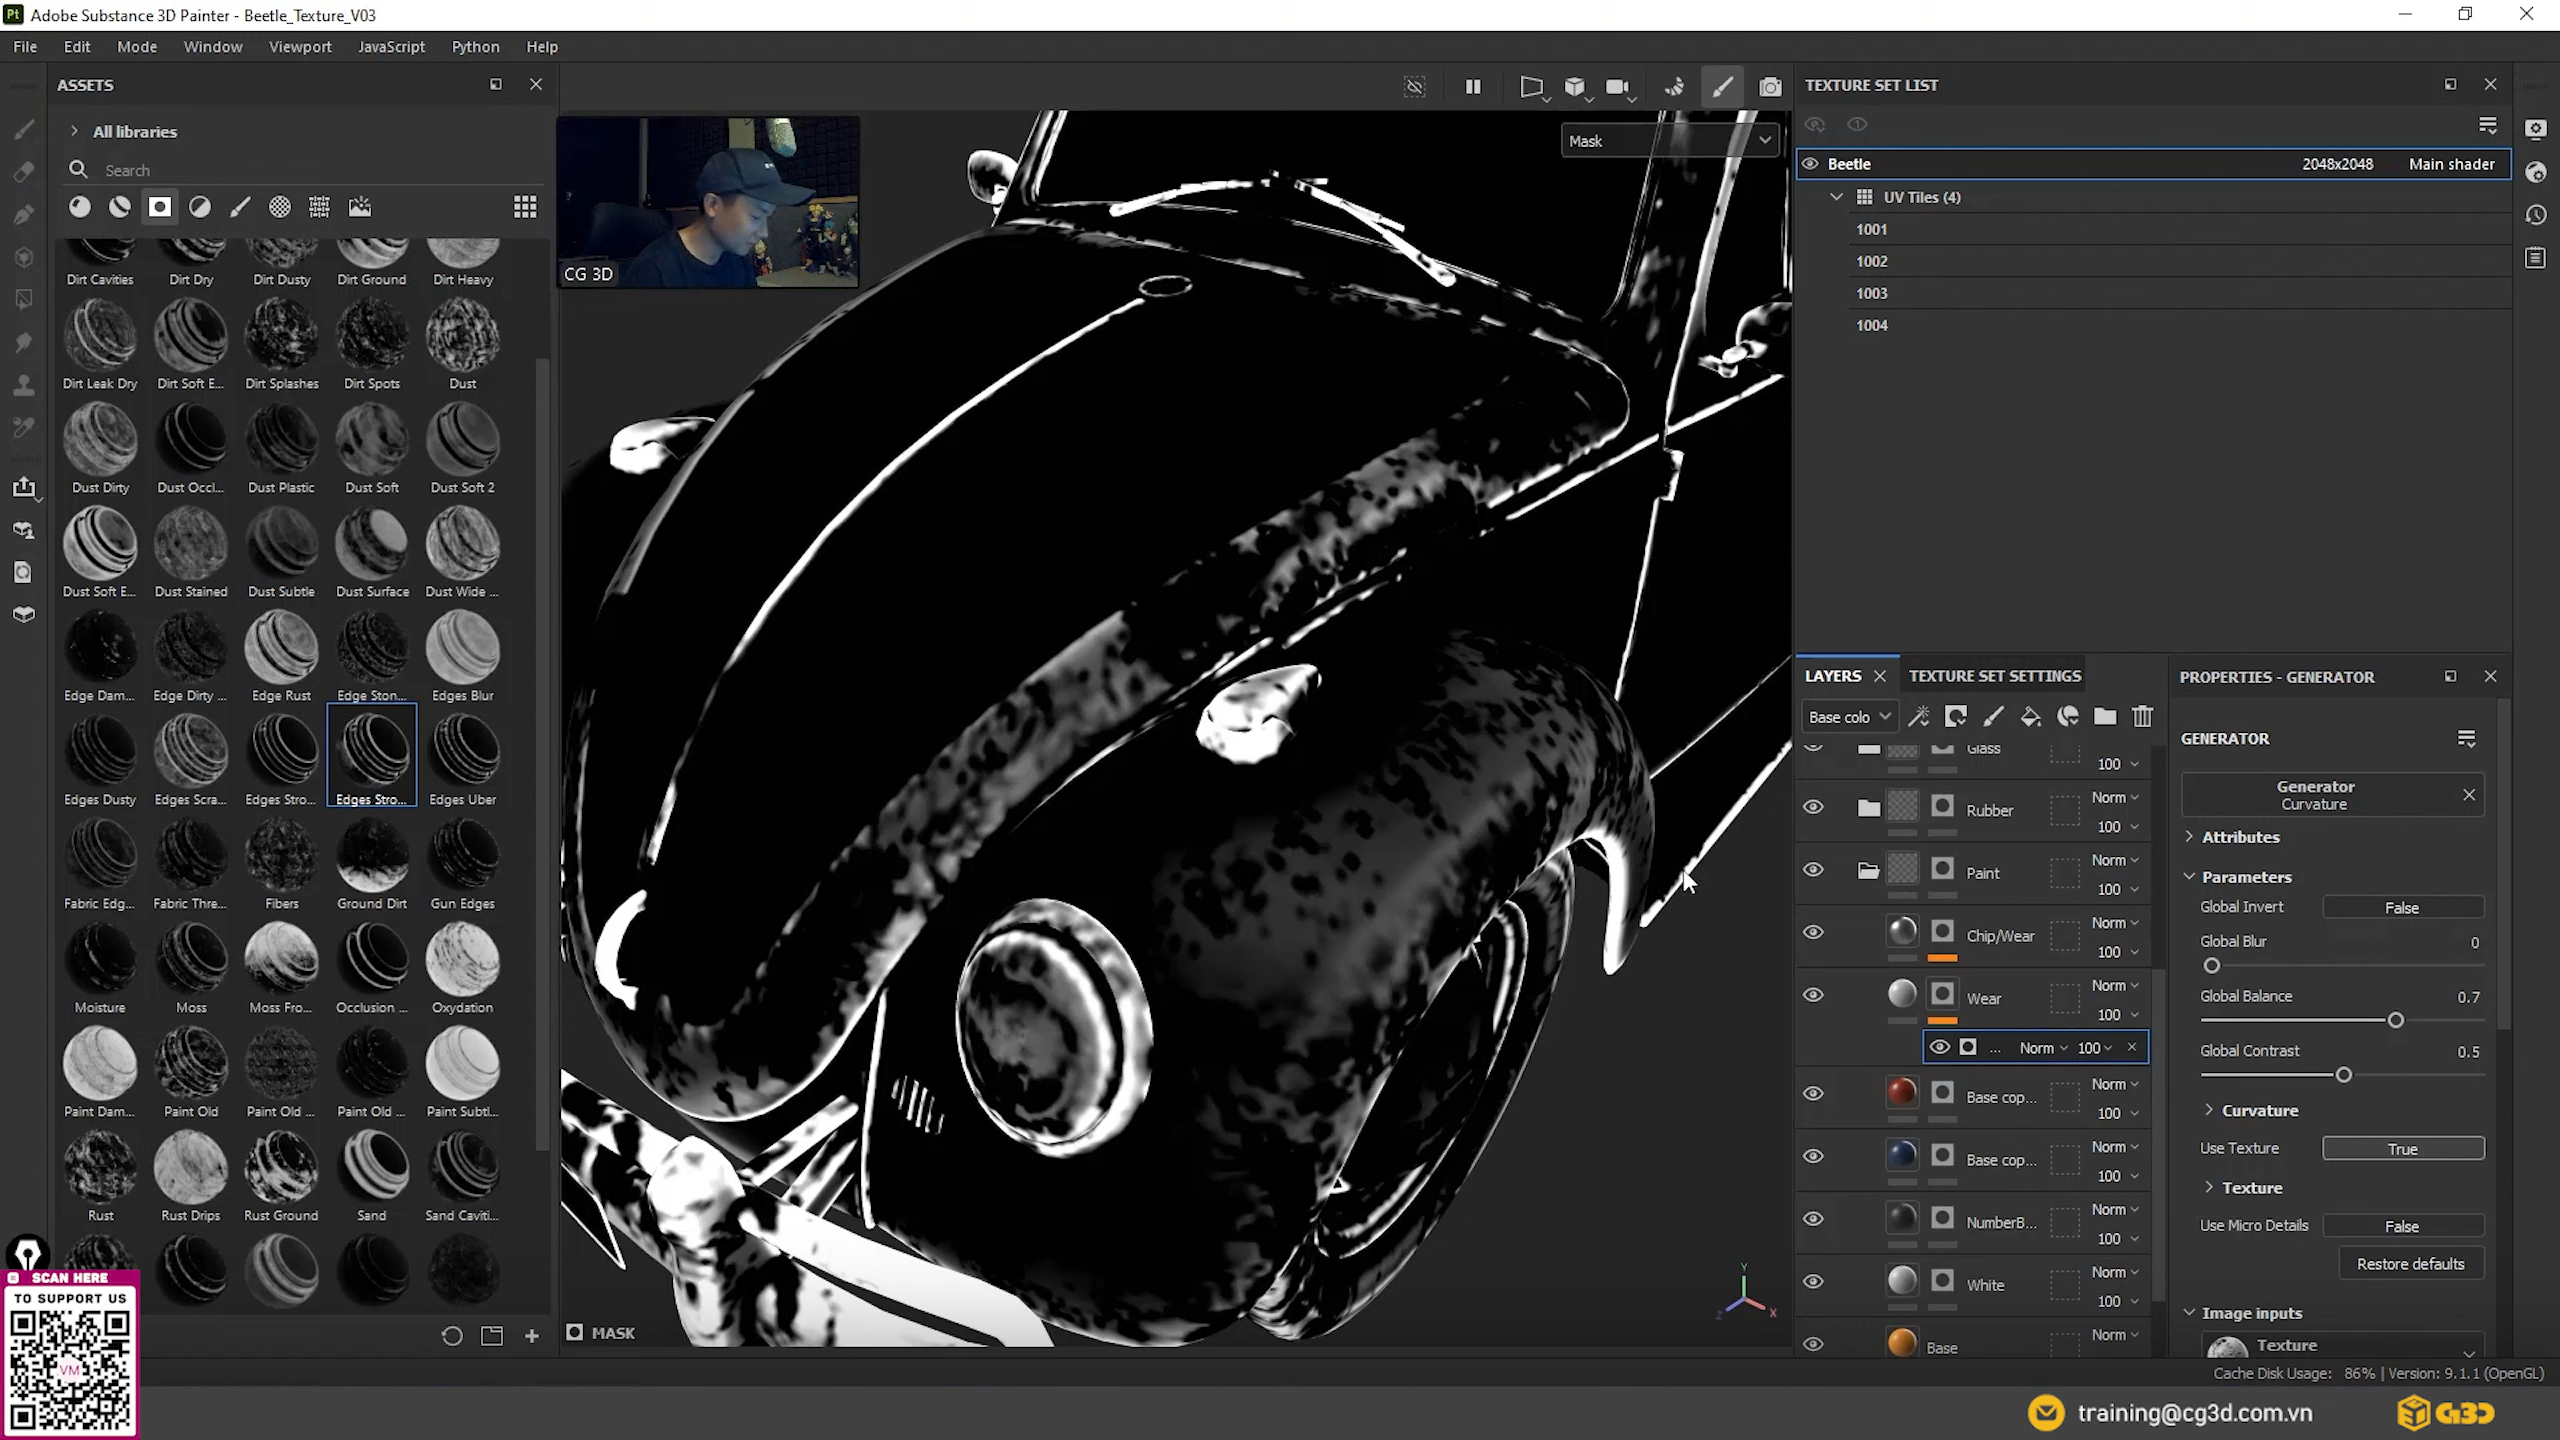 Pt Adobe Substance 3D Painter - Beetle_Texture_V03
File Edit Mode Window Viewport JavaScript Python Help
ASSETS
All libraries
Search
Dirt Cavities Dirt Dry Dirt Dusty Dirt Ground Dirt Heavy
Dirt Leak Dry Dirt Soft E... Dirt Splashes Dirt Spots Dust
Dust Dirty Dust Occl... Dust Plastic Dust Soft Dust Soft 2
Dust Soft E... Dust Stained Dust Subtle Dust Surface Dust Wide ...
Edge Dam... Edge Dirty ... Edge Rust Edge Ston... Edges Blur
Edges Dusty Edges Scra... Edges Stro... Edges Stro... Edges Uber
Fabric Edg... Fabric Thre... Fibers Ground Dirt Gun Edges
Moisture Moss Moss Fro... Occlusion ... Oxydation
Paint Dam... Paint Old Paint Old ... Paint Old ... Paint Subtl...
Rust Rust Drips Rust Ground Sand Sand Caviti...
SCAN HERE
TO SUPPORT US
VM
CG 3D
Mask
MASK
Y
Z
X
TEXTURE SET LIST
Beetle 2048x2048 Main shader
UV Tiles (4)
1001
1002
1003
1004
LAYERS TEXTURE SET SETTINGS
Base colo
Glass
100
Rubber Norm
100
Paint Norm
100
Chip/Wear Norm
100
Wear Norm
100
... Norm 100
Base cop... Norm
100
Base cop... Norm
100
NumberB... Norm
100
White Norm
100
Base Norm
PROPERTIES - GENERATOR
GENERATOR
Generator
Curvature
Attributes
Parameters
Global Invert False
Global Blur 0
Global Balance 0.7
Global Contrast 0.5
Curvature
Use Texture True
Texture
Use Micro Details False
Restore defaults
Image inputs
Texture
Cache Disk Usage: 86% | Version: 9.1.1 (OpenGL)
training@cg3d.com.vn
CG3D